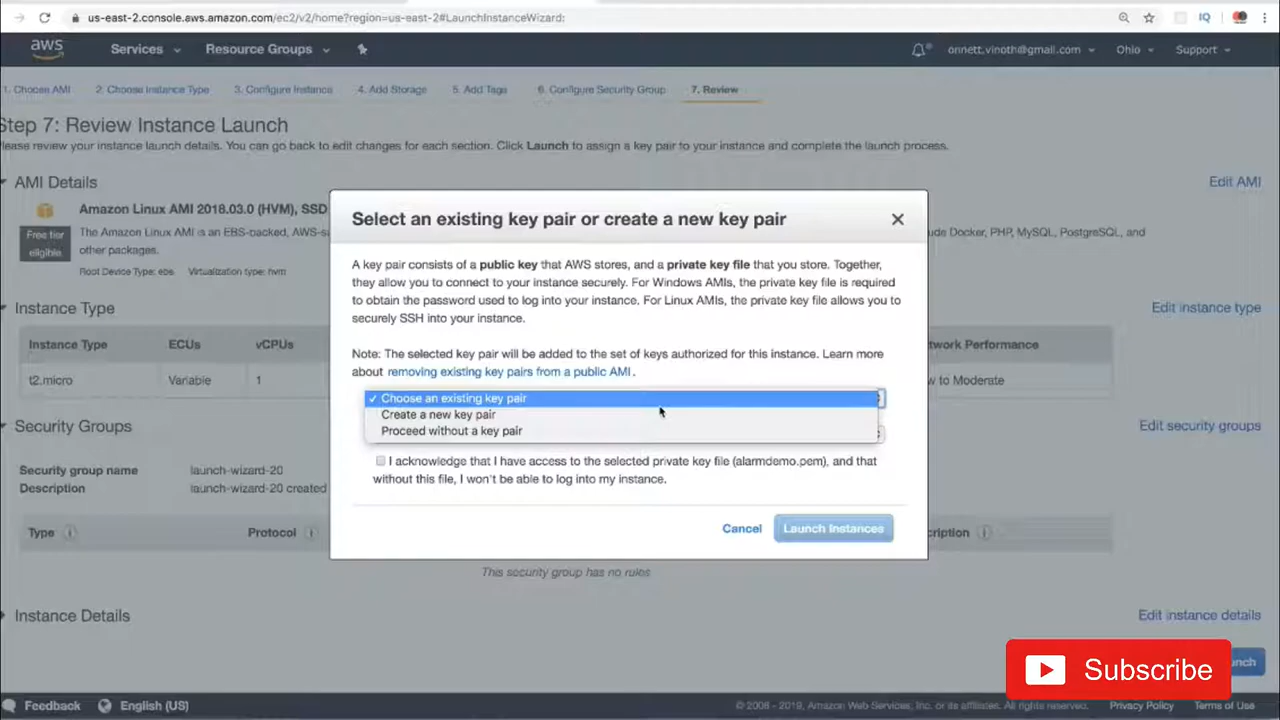 us-east-2.console.aws.amazon.com/ec2/v2/home?region=us-east-2#LaunchInstanceWizard:
IQ
aws
Services
Resource Groups
onnett.vinoth@gmail.com
Ohio
Support
1. Choose AMI
2. Choose Instance Type
3. Configure Instance
4. Add Storage
5. Add Tags
6. Configure Security Group
7. Review
Step 7: Review Instance Launch
Please review your instance launch details. You can go back to edit changes for each section. Click Launch to assign a key pair to your instance and complete the launch process.
AMI Details
Edit AMI
Amazon Linux AMI 2018.03.0 (HVM), SSD
Free tier
eligible
The Amazon Linux AMI is an EBS-backed, AWS-s
ude Docker, PHP, MySQL, PostgreSQL, and
other packages.
Root Device Type: ebs
Virtualization type: hvm
Instance Type
Edit instance type
Instance Type
ECUs
vCPUs
twork Performance
t2.micro
Variable
1
w to Moderate
Security Groups
Edit security groups
Security group name
launch-wizard-20
Description
launch-wizard-20 created
Type
Protocol
cription
This security group has no rules
Instance Details
Edit instance details
Select an existing key pair or create a new key pair
A key pair consists of a public key that AWS stores, and a private key file that you store. Together,
they allow you to connect to your instance securely. For Windows AMIs, the private key file is required
to obtain the password used to log into your instance. For Linux AMIs, the private key file allows you to
securely SSH into your instance.
Note: The selected key pair will be added to the set of keys authorized for this instance. Learn more
about removing existing key pairs from a public AMI .
✓ Choose an existing key pair
Create a new key pair
Proceed without a key pair
I acknowledge that I have access to the selected private key file (alarmdemo.pem), and that
without this file, I won't be able to log into my instance.
Cancel
Launch Instances
Subscribe
unch
Feedback
English (US)
© 2008 - 2019, Amazon Web Services, Inc. or its affiliates. All rights reserved.
Privacy Policy
Terms of Use